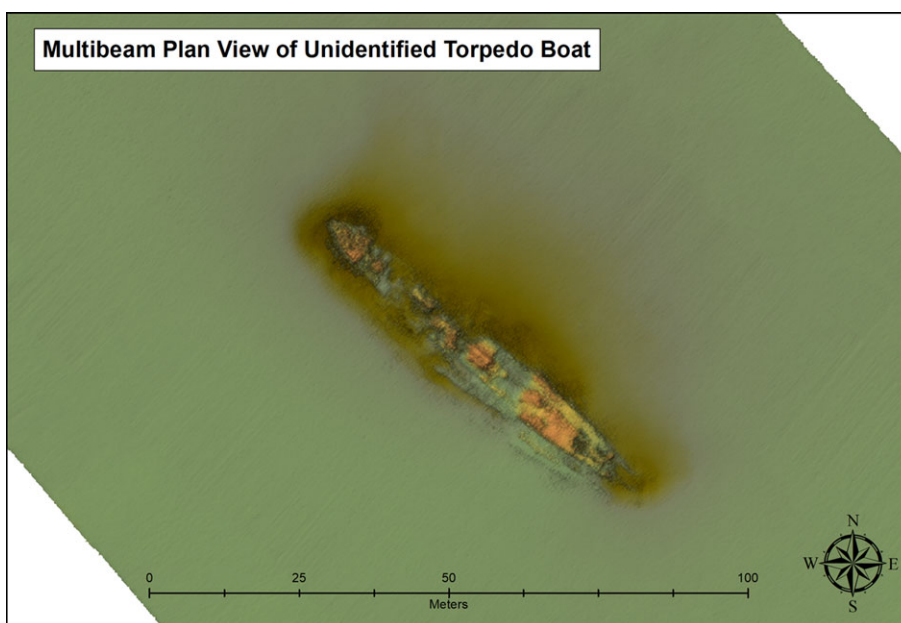 Multibeam Plan View of Unidentified Torpedo Boat
0 25 50 100
Meters
N
W E
S